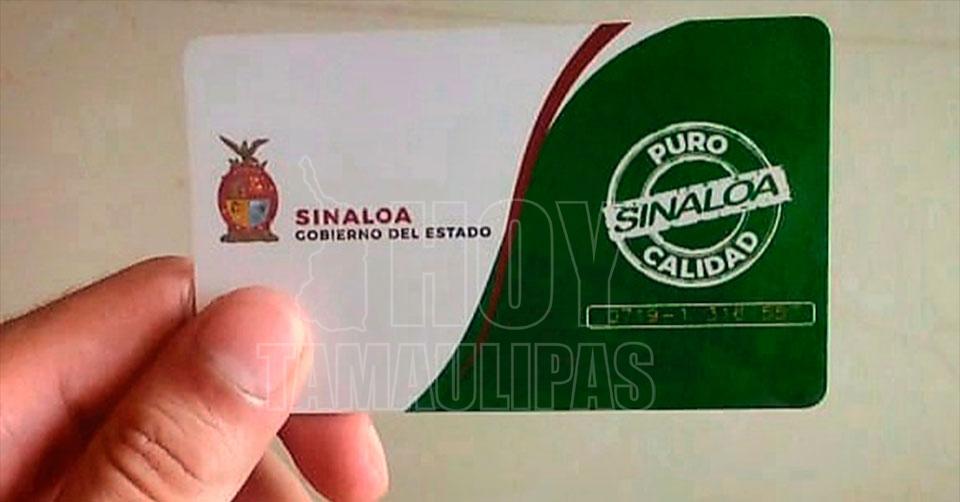 SINALOA
GOBIERNO DEL ESTADO
PURO
SINALOA
CALIDAD
HOY
TAMAULIPAS